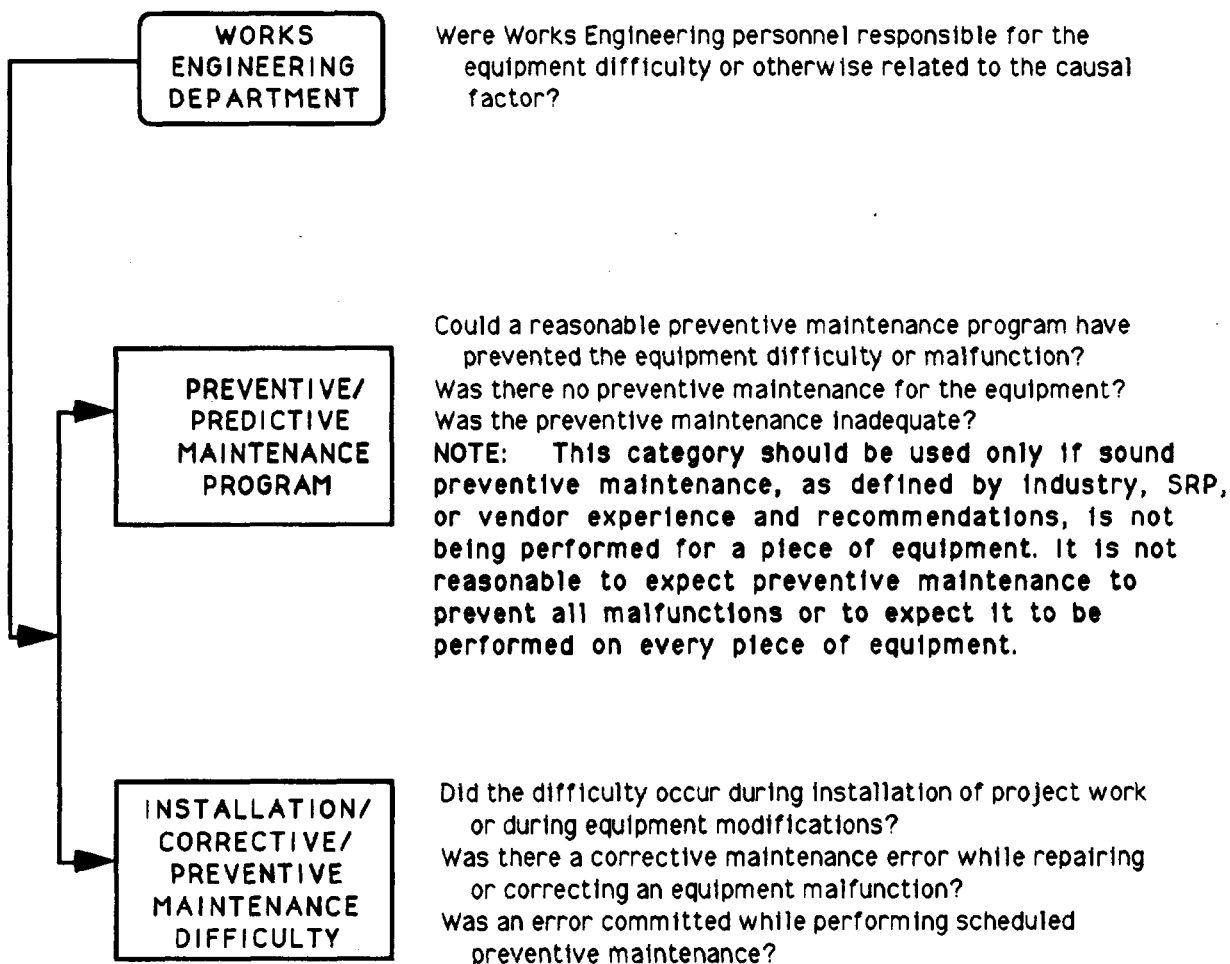 WORKS
ENGINEERING
DEPARTMENT
Were Works Engineering personnel responsible for the
equipment difficulty or otherwise related to the causal
factor?
PREVENTIVE/
PREDICTIVE
MAINTENANCE
PROGRAM
Could a reasonable preventive maintenance program have
prevented the equipment difficulty or malfunction?
Was there no preventive maintenance for the equipment?
Was the preventive maintenance inadequate?
NOTE: This category should be used only if sound
preventive maintenance, as defined by industry, SRP,
or vendor experience and recommendations, is not
being performed for a piece of equipment. It is not
reasonable to expect preventive maintenance to
prevent all malfunctions or to expect it to be
performed on every piece of equipment.
INSTALLATION/
CORRECTIVE/
PREVENTIVE
MAINTENANCE
DIFFICULTY
Did the difficulty occur during installation of project work
or during equipment modifications?
Was there a corrective maintenance error while repairing
or correcting an equipment malfunction?
Was an error committed while performing scheduled
preventive maintenance?